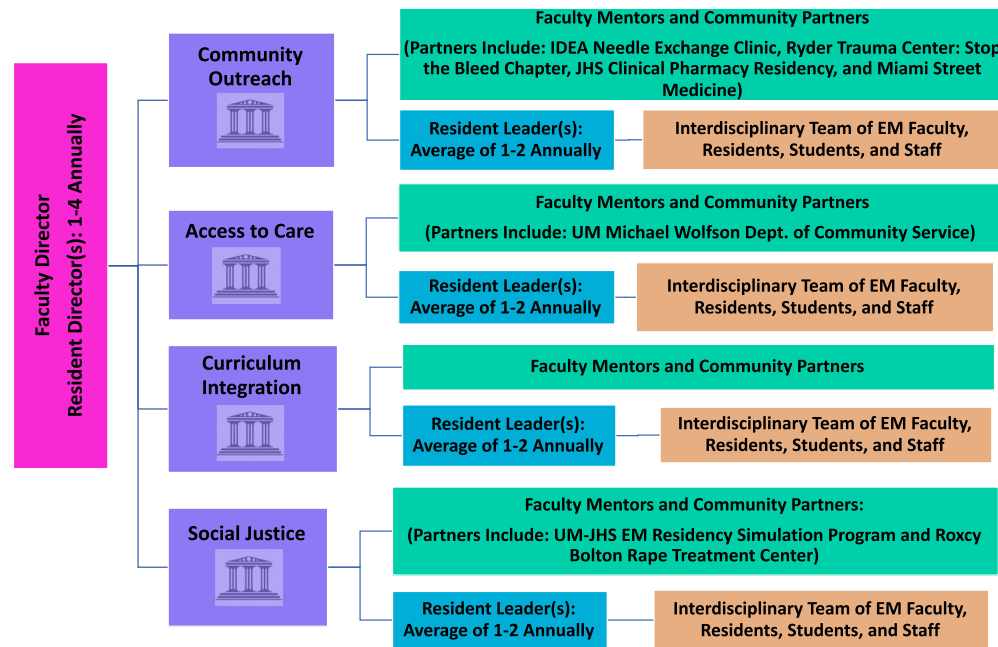 Faculty Director
Resident Director(s): 1-4 Annually
Community
Outreach
Faculty Mentors and Community Partners
(Partners Include: IDEA Needle Exchange Clinic, Ryder Trauma Center: Stop
the Bleed Chapter, JHS Clinical Pharmacy Residency, and Miami Street
Medicine)
Resident Leader(s):
Average of 1-2 Annually
Interdisciplinary Team of EM Faculty,
Residents, Students, and Staff
Access to Care
Faculty Mentors and Community Partners
(Partners Include: UM Michael Wolfson Dept. of Community Service)
Resident Leader(s):
Average of 1-2 Annually
Interdisciplinary Team of EM Faculty,
Residents, Students, and Staff
Curriculum
Integration
Faculty Mentors and Community Partners
Resident Leader(s):
Average of 1-2 Annually
Interdisciplinary Team of EM Faculty,
Residents, Students, and Staff
Social Justice
Faculty Mentors and Community Partners:
(Partners Include: UM-JHS EM Residency Simulation Program and Roxcy
Bolton Rape Treatment Center)
Resident Leader(s):
Average of 1-2 Annually
Interdisciplinary Team of EM Faculty,
Residents, Students, and Staff